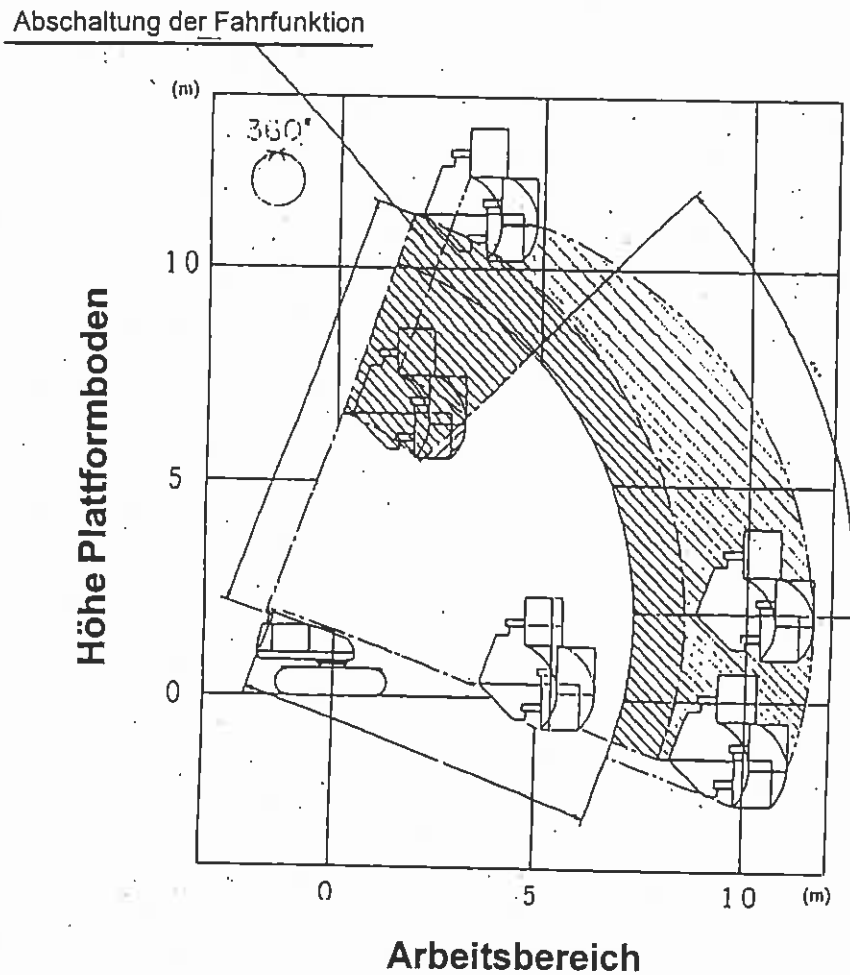 Abschaltung der Fahrfunktion
(m)
360°
10
5
0
Höhe Plattformboden
0
5
10
(m)
Arbeitsbereich